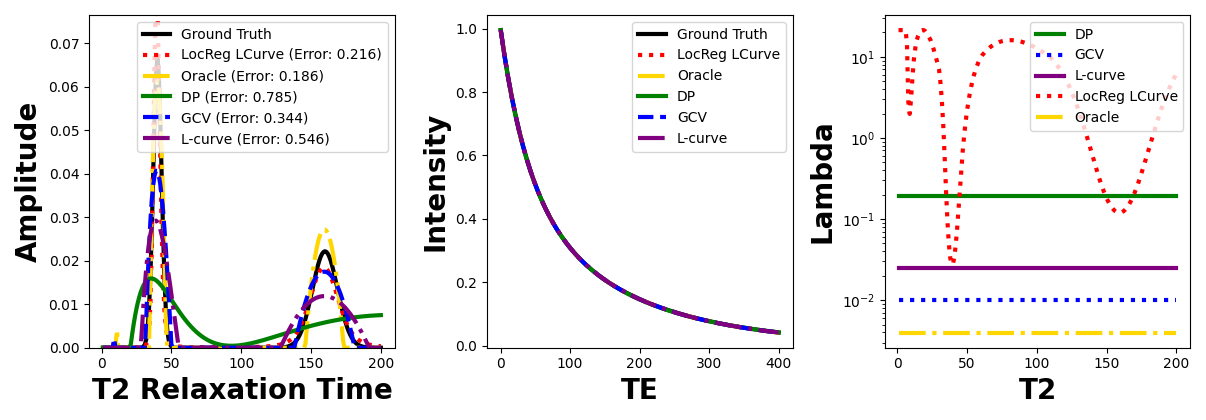 Amplitude
0.07
0.06
0.05
0.04
0.03
0.02
0.01
0.00
Ground Truth
LocReg LCurve (Error: 0.216)
Oracle (Error: 0.186)
DP (Error: 0.785)
GCV (Error: 0.344)
L-curve (Error: 0.546)
0 50 100 150 200
T2 Relaxation Time
Intensity
1.0
0.8
0.6
0.4
0.2
0.0
Ground Truth
LocReg LCurve
Oracle
DP
GCV
L-curve
0 100 200 300 400
TE
Lambda
10¹
10⁰
10⁻¹
10⁻²
DP
GCV
L-curve
LocReg LCurve
Oracle
0 50 100 150 200
T2